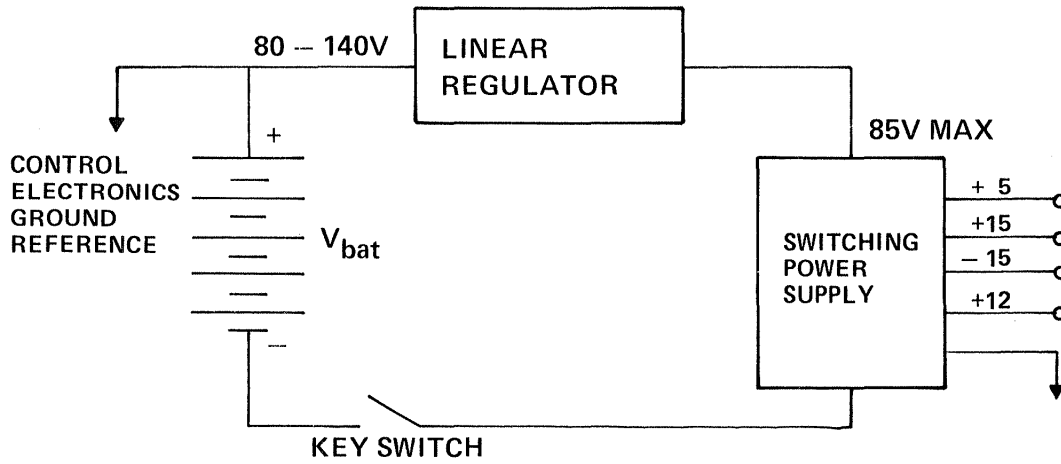 80 – 140V
LINEAR
REGULATOR
85V MAX
+
CONTROL
ELECTRONICS
GROUND
REFERENCE
V_bat
–
SWITCHING
POWER
SUPPLY
+ 5
+15
– 15
+12
KEY SWITCH